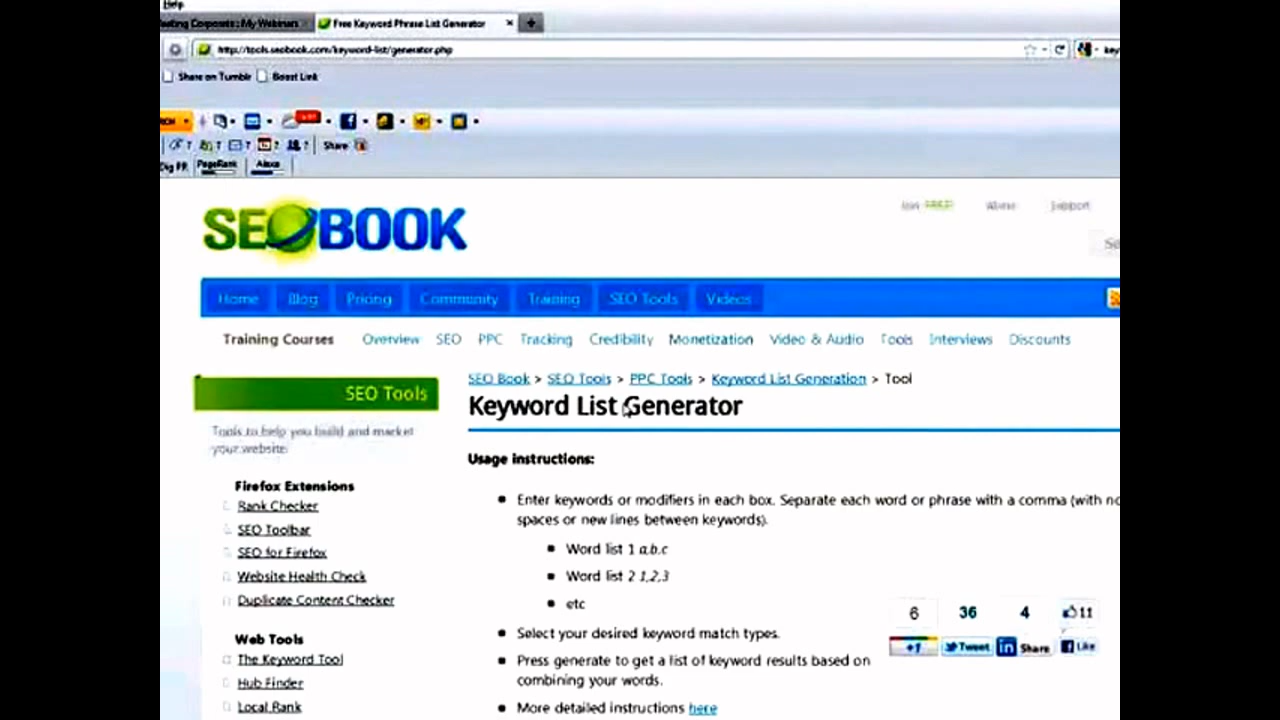 Help
Free Keyword Phrase List Generator
http://tools.seobook.com/keyword-list/generator.php
Share on Tumblr Boost Link
Share
PageRank Alexa
SEOBOOK
Join FREE! About Support
Home Blog Pricing Community Training SEO Tools Videos
Training Courses Overview SEO PPC Tracking Credibility Monetization Video & Audio Tools Interviews Discounts
SEO Tools
Tools to help you build and market
your website.
Firefox Extensions
Rank Checker
SEO Toolbar
SEO for Firefox
Website Health Check
Duplicate Content Checker
Web Tools
The Keyword Tool
Hub Finder
Local Rank
SEO Book > SEO Tools > PPC Tools > Keyword List Generation > Tool
Keyword List Generator
Usage instructions:
Enter keywords or modifiers in each box. Separate each word or phrase with a comma (with no
spaces or new lines between keywords).
Word list 1 a,b,c
Word list 2 1,2,3
etc
Select your desired keyword match types.
Press generate to get a list of keyword results based on
combining your words.
More detailed instructions here
6 36 4 11
+1 Tweet Share Like